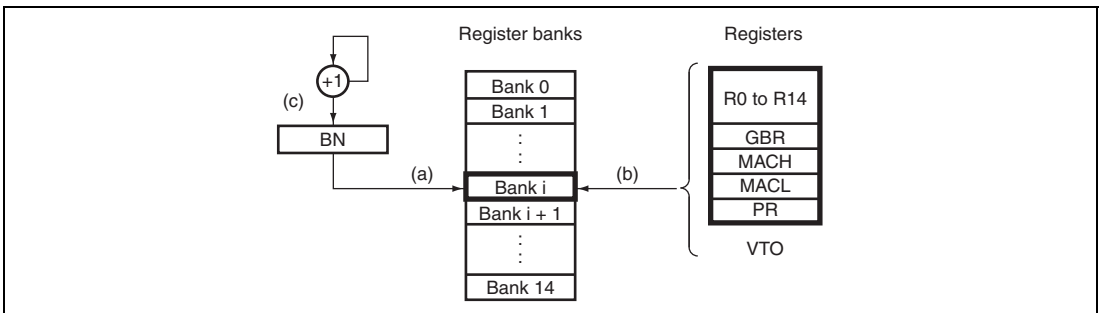 Register banks
Registers
+1
(c)
BN
(a)
Bank 0
Bank 1
:
:
Bank i
Bank i + 1
:
:
Bank 14
(b)
R0 to R14
GBR
MACH
MACL
PR
VTO